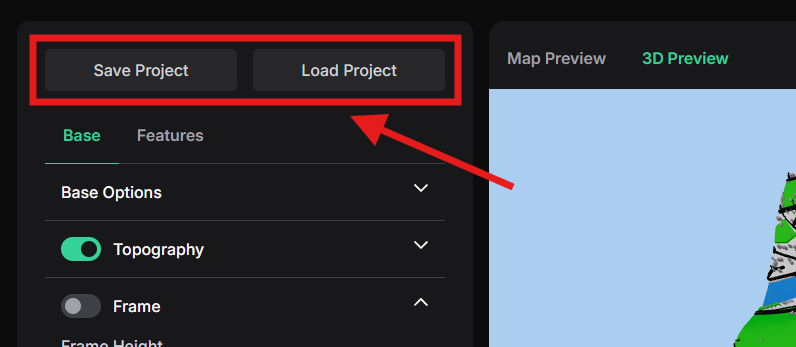 Save Project
Load Project
Map Preview
3D Preview
Base
Features
Base Options
Topography
Frame
Frame Height